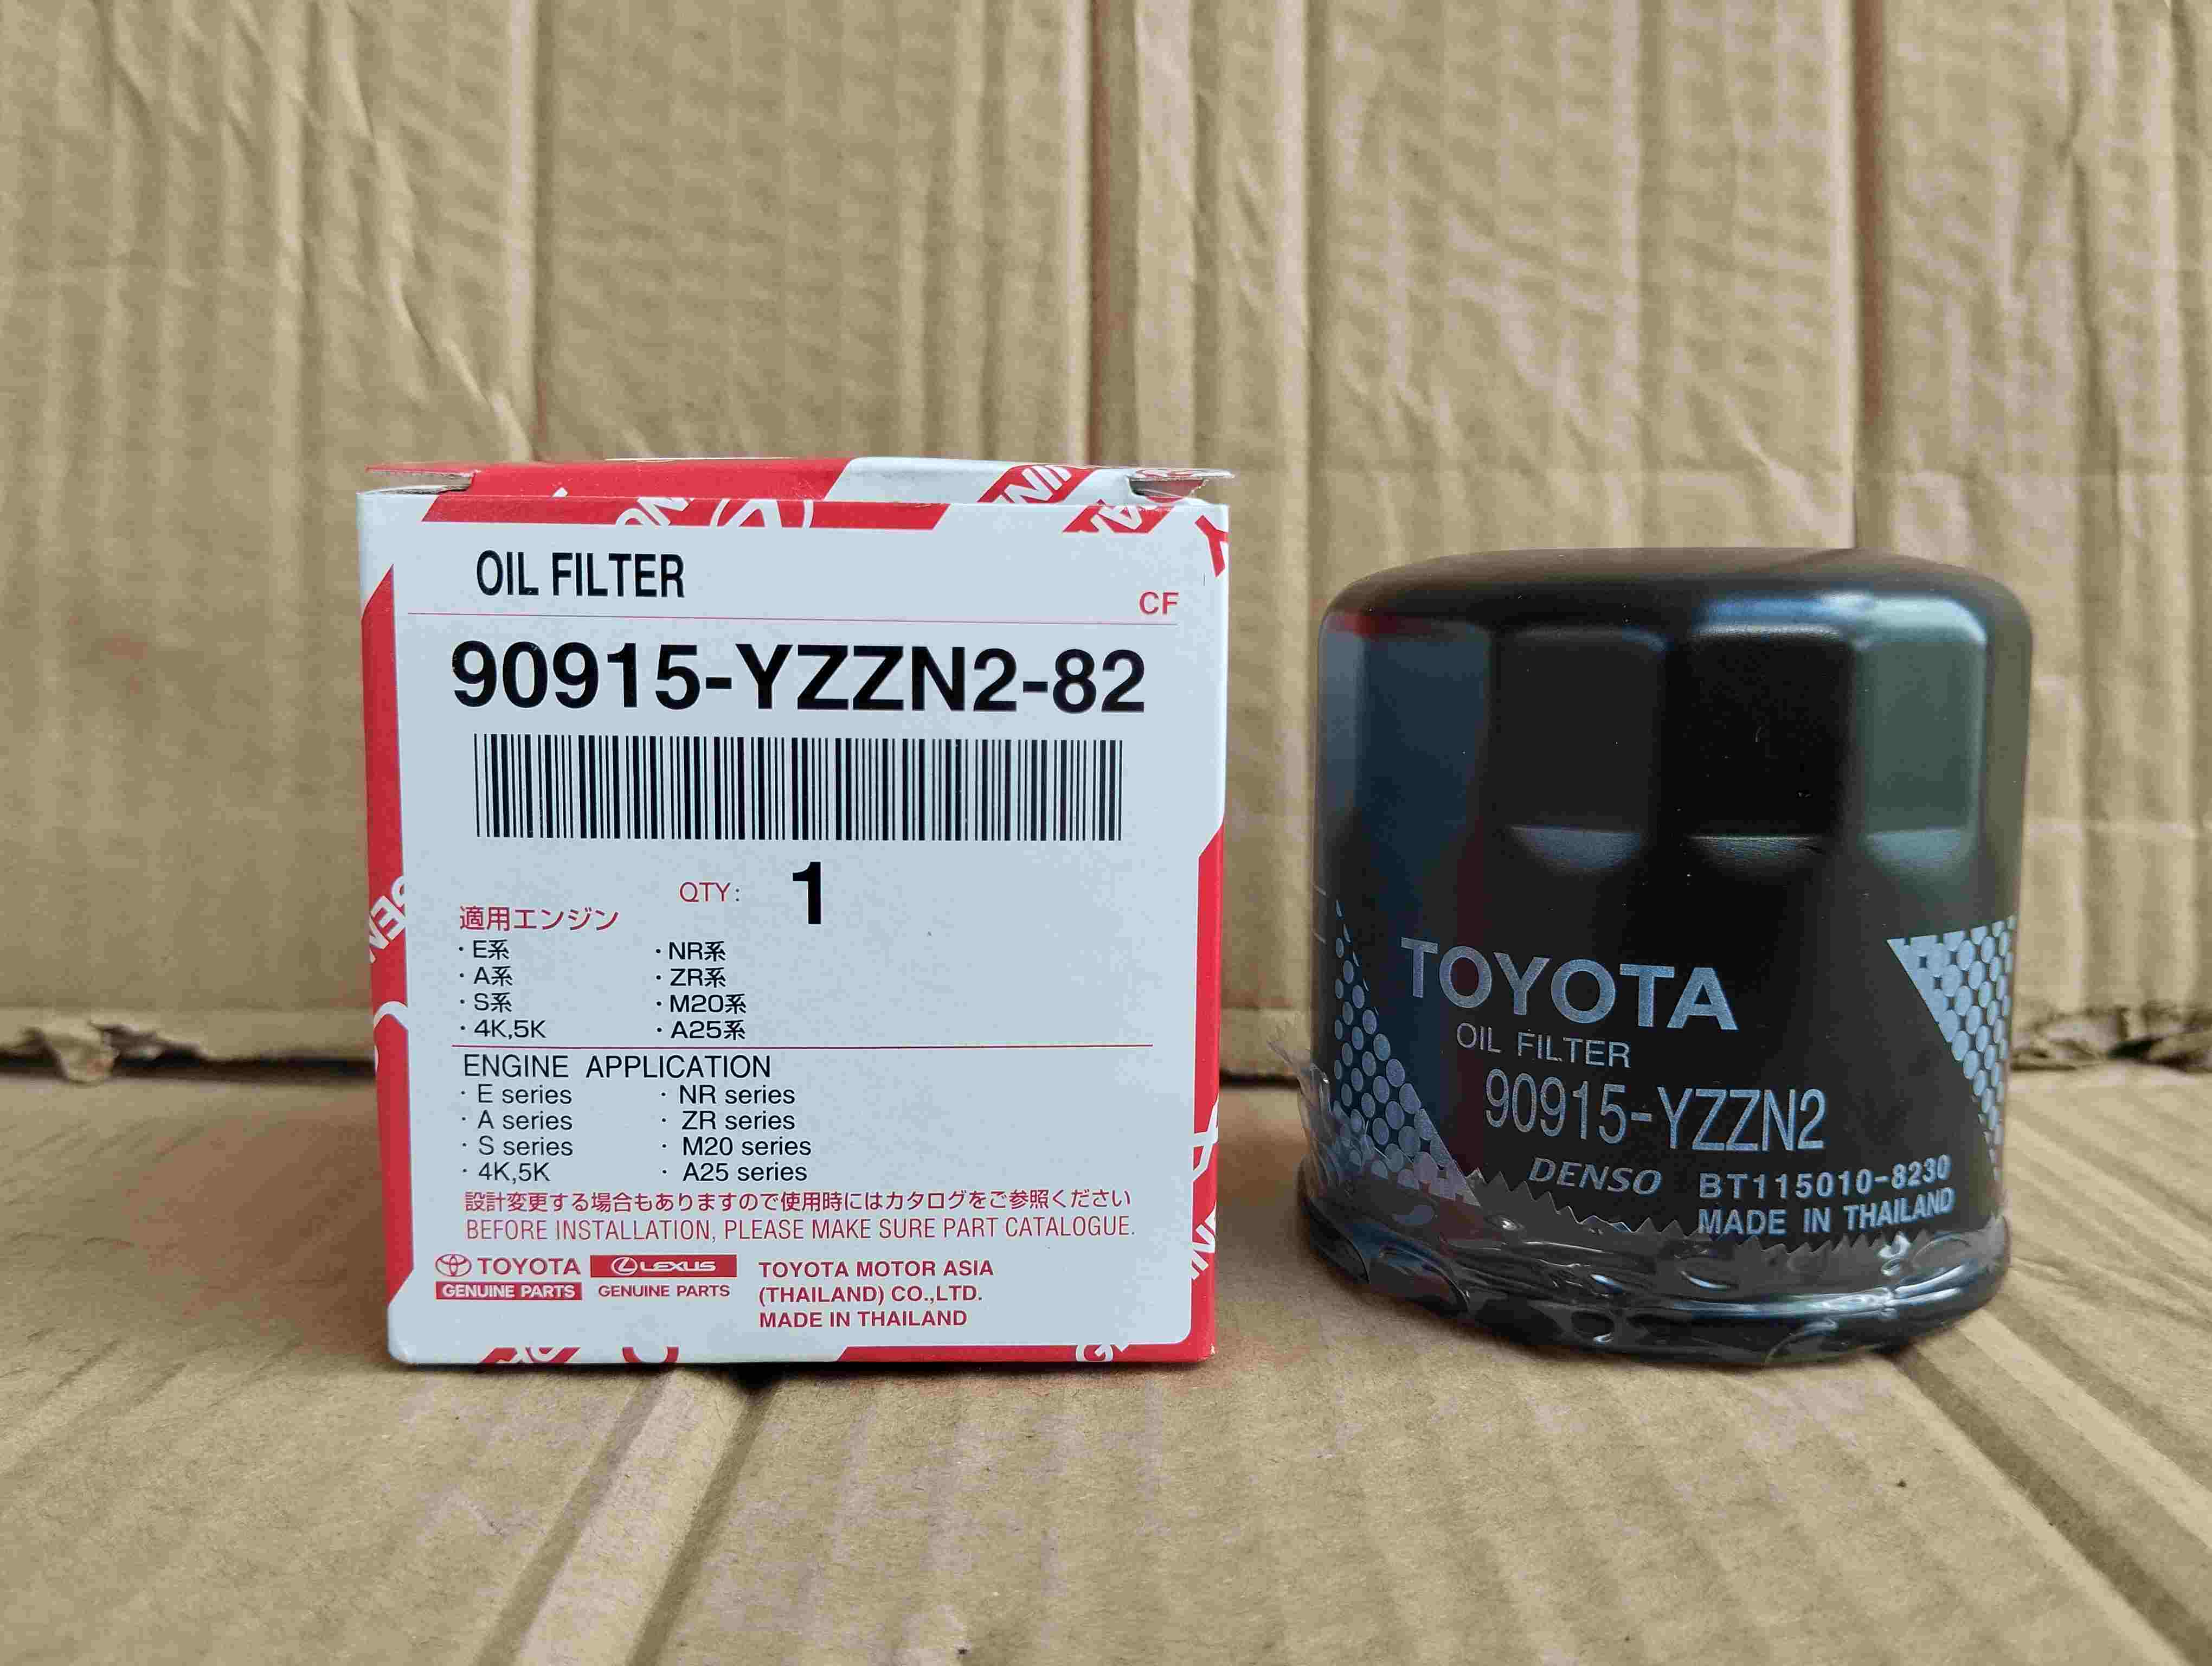 OIL FILTER
CF
90915-YZZN2-82
QTY: 1
適用エンジン
・E系 ・NR系
・A系 ・ZR系
・S系 ・M20系
・4K,5K ・A25系
ENGINE APPLICATION
· E series · NR series
· A series · ZR series
· S series · M20 series
· 4K,5K · A25 series
設計変更する場合もありますので使用時にはカタログをご参照ください
BEFORE INSTALLATION, PLEASE MAKE SURE PART CATALOGUE.
TOYOTA
GENUINE PARTS
LEXUS
GENUINE PARTS
TOYOTA MOTOR ASIA
(THAILAND) CO.,LTD.
MADE IN THAILAND
TOYOTA
OIL FILTER
90915-YZZN2
DENSO BT115010-8230
MADE IN THAILAND